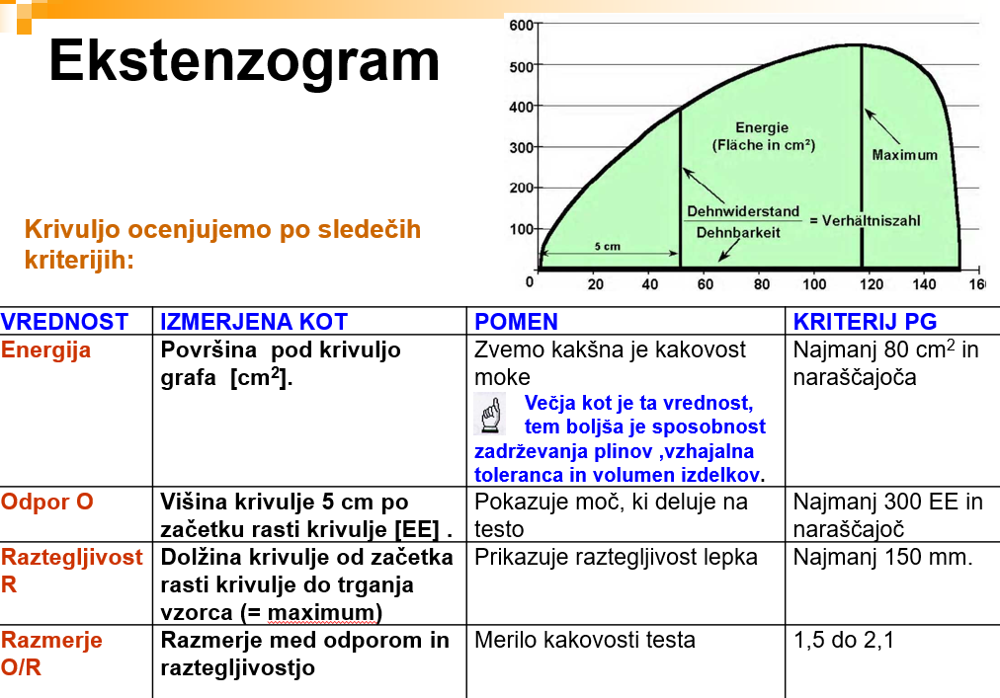 Ekstenzogram
Krivuljo ocenjujemo po sledečih
kriterijih:
600
500
400
300
200
100
0
20
40
60
80
100
120
140
16
Energie
(Fläche in cm²)
Maximum
Dehnwiderstand
Dehnbarkeit
= Verhältniszahl
5 cm
VREDNOST
IZMERJENA KOT
POMEN
KRITERIJ PG
Energija
Površina pod krivuljo
grafa [cm²].
Zvemo kakšna je kakovost
moke
Večja kot je ta vrednost,
tem boljša je sposobnost
zadrževanja plinov ,vzhajalna
toleranca in volumen izdelkov.
Najmanj 80 cm² in
naraščajoča
Odpor O
Višina krivulje 5 cm po
začetku rasti krivulje [EE] .
Pokazuje moč, ki deluje na
testo
Najmanj 300 EE in
naraščajoč
Raztegljivost
R
Dolžina krivulje od začetka
rasti krivulje do trganja
vzorca (= maximum)
Prikazuje raztegljivost lepka
Najmanj 150 mm.
Razmerje
O/R
Razmerje med odporom in
raztegljivostjo
Merilo kakovosti testa
1,5 do 2,1